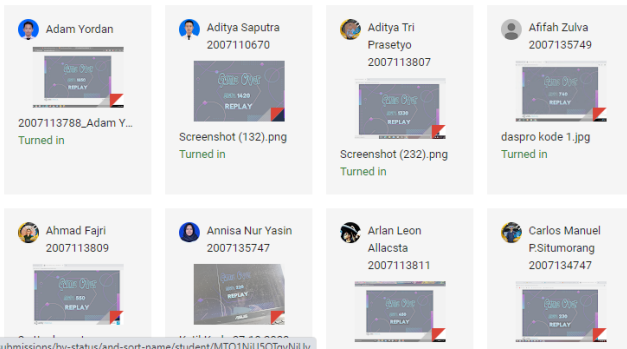 Adam Yordan
2007113788_Adam Y...
Turned in
Aditya Saputra
2007110670
REPLAY
Screenshot (132).png
Turned in
Aditya Tri
Prasetyo
2007113807
REPLAY
Screenshot (232).png
Turned in
Afifah Zulva
2007135749
REPLAY
daspro kode 1.jpg
Turned in
Ahmad Fajri
2007113809
REPLAY
Annisa Nur Yasin
2007135747
REPLAY
Arlan Leon
Allacsta
2007113811
REPLAY
Carlos Manuel
P.Situmorang
2007134747
REPLAY